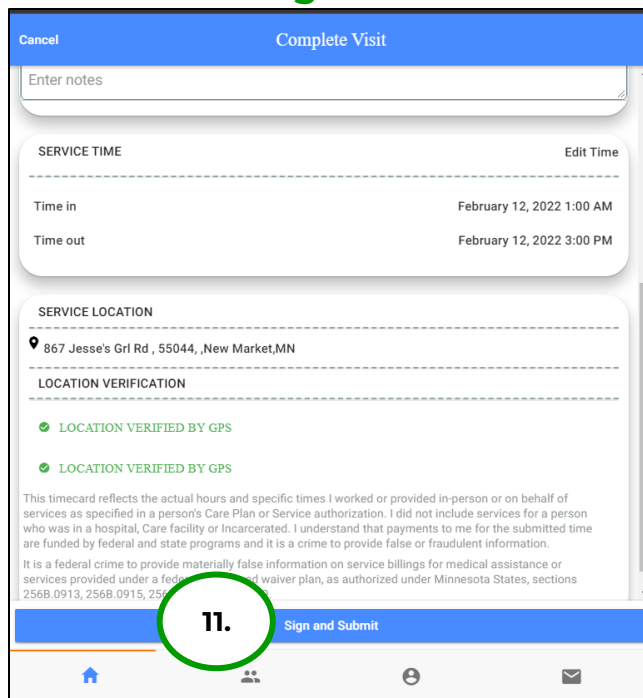 Cancel Complete Visit
Enter notes
SERVICE TIME Edit Time
Time in February 12, 2022 1:00 AM
Time out February 12, 2022 3:00 PM
SERVICE LOCATION
867 Jesse's Grl Rd , 55044, ,New Market,MN
LOCATION VERIFICATION
LOCATION VERIFIED BY GPS
LOCATION VERIFIED BY GPS
This timecard reflects the actual hours and specific times I worked or provided in-person or on behalf of
services as specified in a person's Care Plan or Service authorization. I did not include services for a person
who was in a hospital, Care facility or Incarcerated. I understand that payments to me for the submitted time
are funded by federal and state programs and it is a crime to provide false or fraudulent information.
It is a federal crime to provide materially false information on service billings for medical assistance or
services provided under a waiver plan, as authorized under Minnesota States, sections
256B.0913, 256B.0915,
11. Sign and Submit